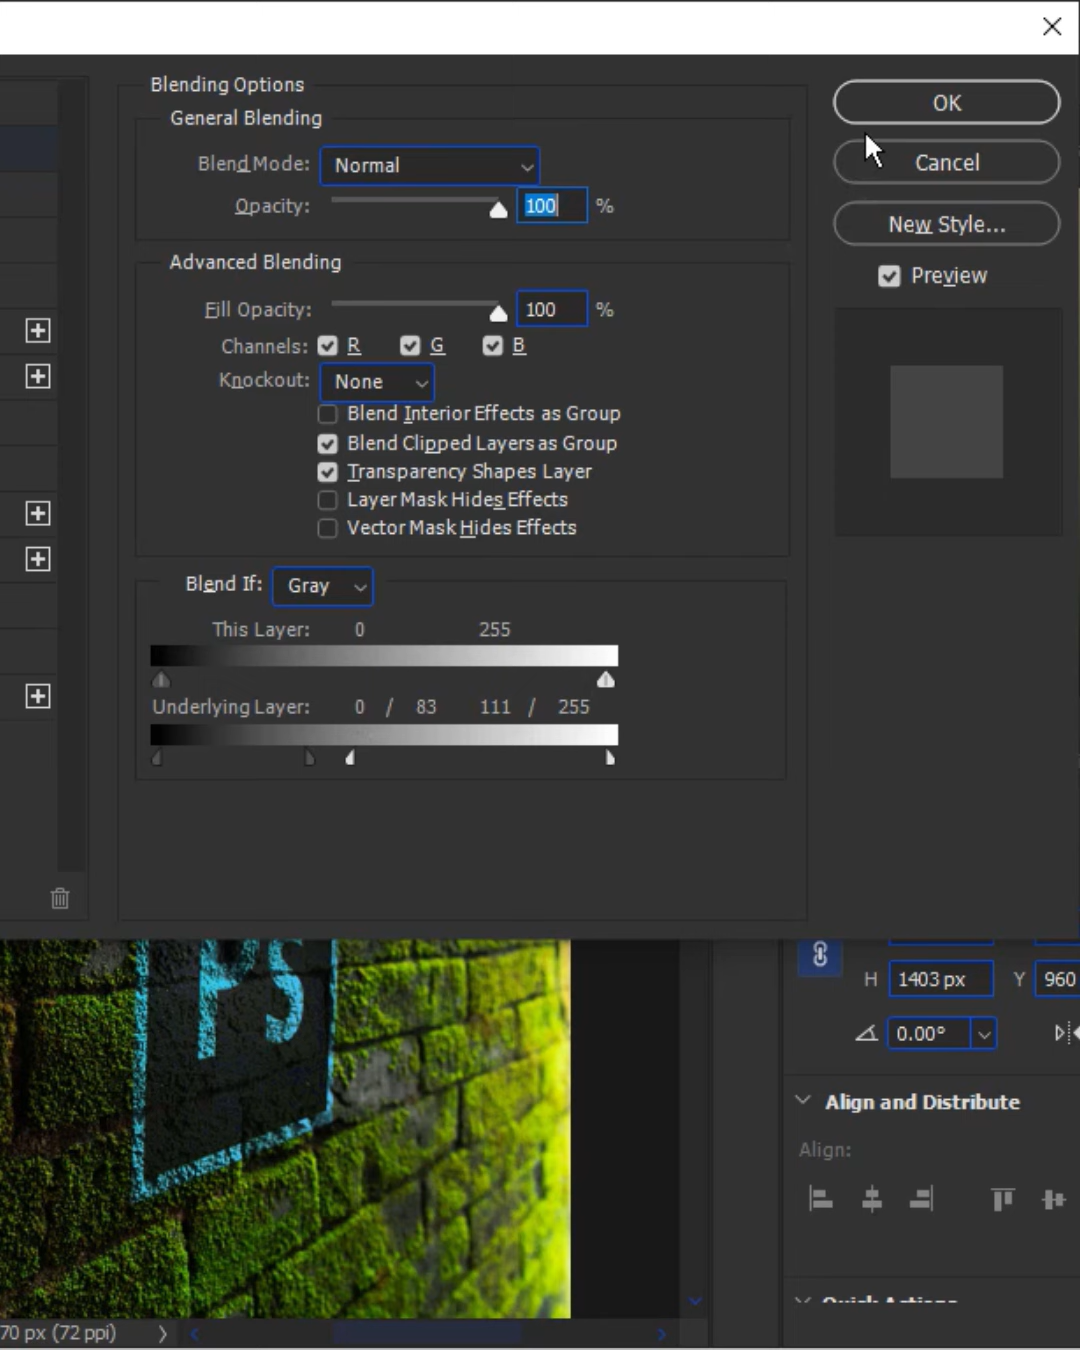 Blending Options
General Blending
Blend Mode: Normal
Opacity: 100 %
Advanced Blending
Fill Opacity: 100 %
Channels: R G B
Knockout: None
Blend Interior Effects as Group
Blend Clipped Layers as Group
Transparency Shapes Layer
Layer Mask Hides Effects
Vector Mask Hides Effects
Blend If: Gray
This Layer: 0 255
Underlying Layer: 0 / 83 111 / 255
OK
Cancel
New Style...
Preview
Ps
H 1403 px Y 960
0.00°
Align and Distribute
Align:
Quick Actions
70 px (72 ppi)